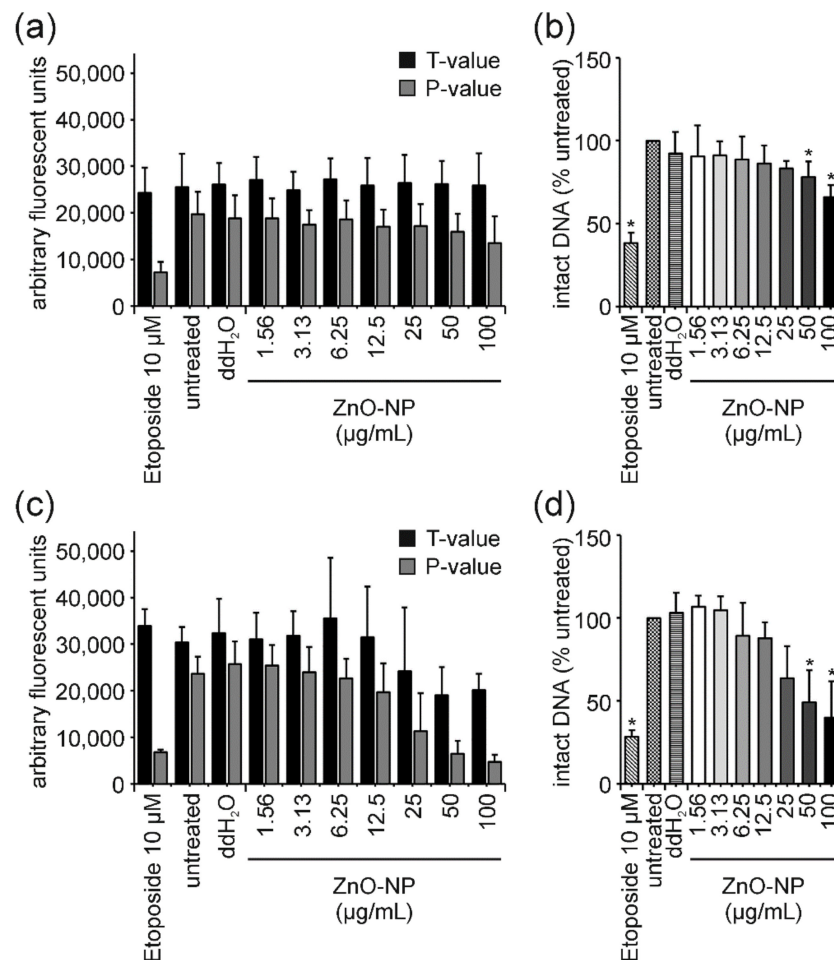 (a)
T-value
P-value
arbitrary fluorescent units
50,000
40,000
30,000
20,000
10,000
0
Etoposide 10 µM
untreated
ddH₂O
1.56
3.13
6.25
12.5
25
50
100
ZnO-NP
(µg/mL)
(b)
intact DNA (% untreated)
150
100
50
0
*
*
*
Etoposide 10 µM
untreated
ddH₂O
1.56
3.13
6.25
12.5
25
50
100
ZnO-NP
(µg/mL)
(c)
T-value
P-value
arbitrary fluorescent units
50,000
40,000
30,000
20,000
10,000
0
Etoposide 10 µM
untreated
ddH₂O
1.56
3.13
6.25
12.5
25
50
100
ZnO-NP
(µg/mL)
(d)
intact DNA (% untreated)
150
100
50
0
*
*
*
Etoposide 10 µM
untreated
ddH₂O
1.56
3.13
6.25
12.5
25
50
100
ZnO-NP
(µg/mL)